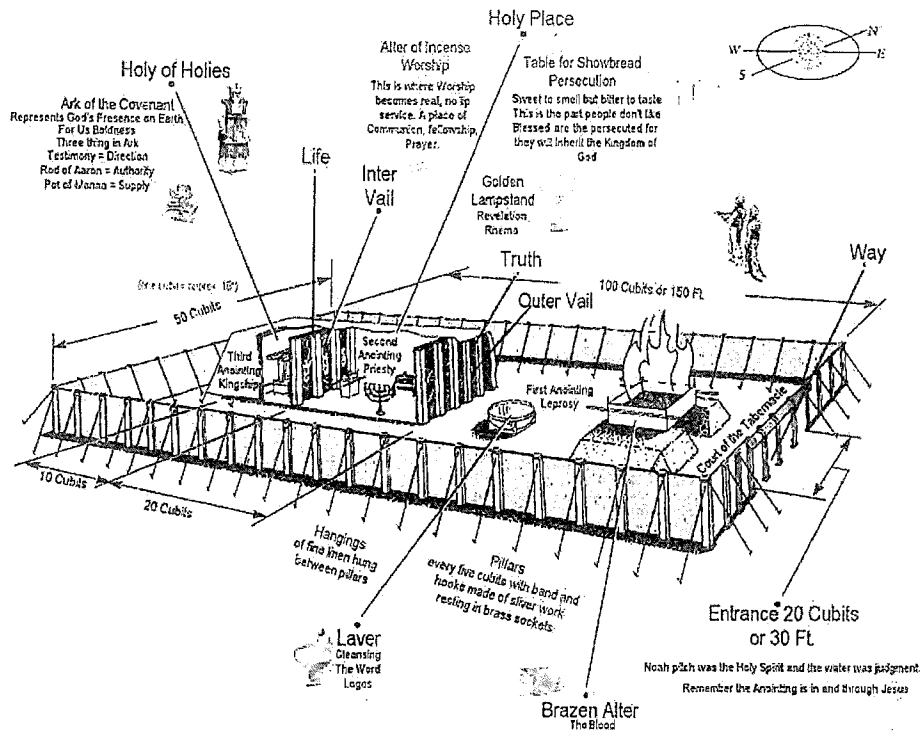 Holy Place
N
W
E
S
Holy of Holies
Ark of the Covenant
Represents God's Presence on Earth
For Us Boldness
Three thing in Ark
Testimony = Direction
Rod of Aaron = Authority
Pot of Manna = Supply
Alter of Incense
Worship
This is where Worship
becomes real, no lip
service. A place of
Communion, fellowship,
Prayer.
Table for Showbread
Persecution
Sweet to smell but bitter to taste
This is the part people don't like
Blessed are the persecuted for
they will inherit the Kingdom of
God
Life
Inter
Vail
Golden
Lampstand
Revelation
Rhema
Truth
Outer Vail
Way
(one cubit approx. 18")
50 Cubits
100 Cubits or 150 Ft.
Third
Anointing
Kingship
Second
Anointing
Priesty
First Anointing
Leprosy
Court of the Tabernacle
10 Cubits
20 Cubits
Hangings
of fine linen hung
between pillars
Pillars
every five cubits with band and
hooks made of sliver work
resting in brass sockets
Laver
Cleansing
The Word
Logos
Brazen Alter
The Blood
Entrance 20 Cubits
or 30 Ft.
Noah pitch was the Holy Spirit and the water was judgment
Remember the Anointing is in and through Jesus